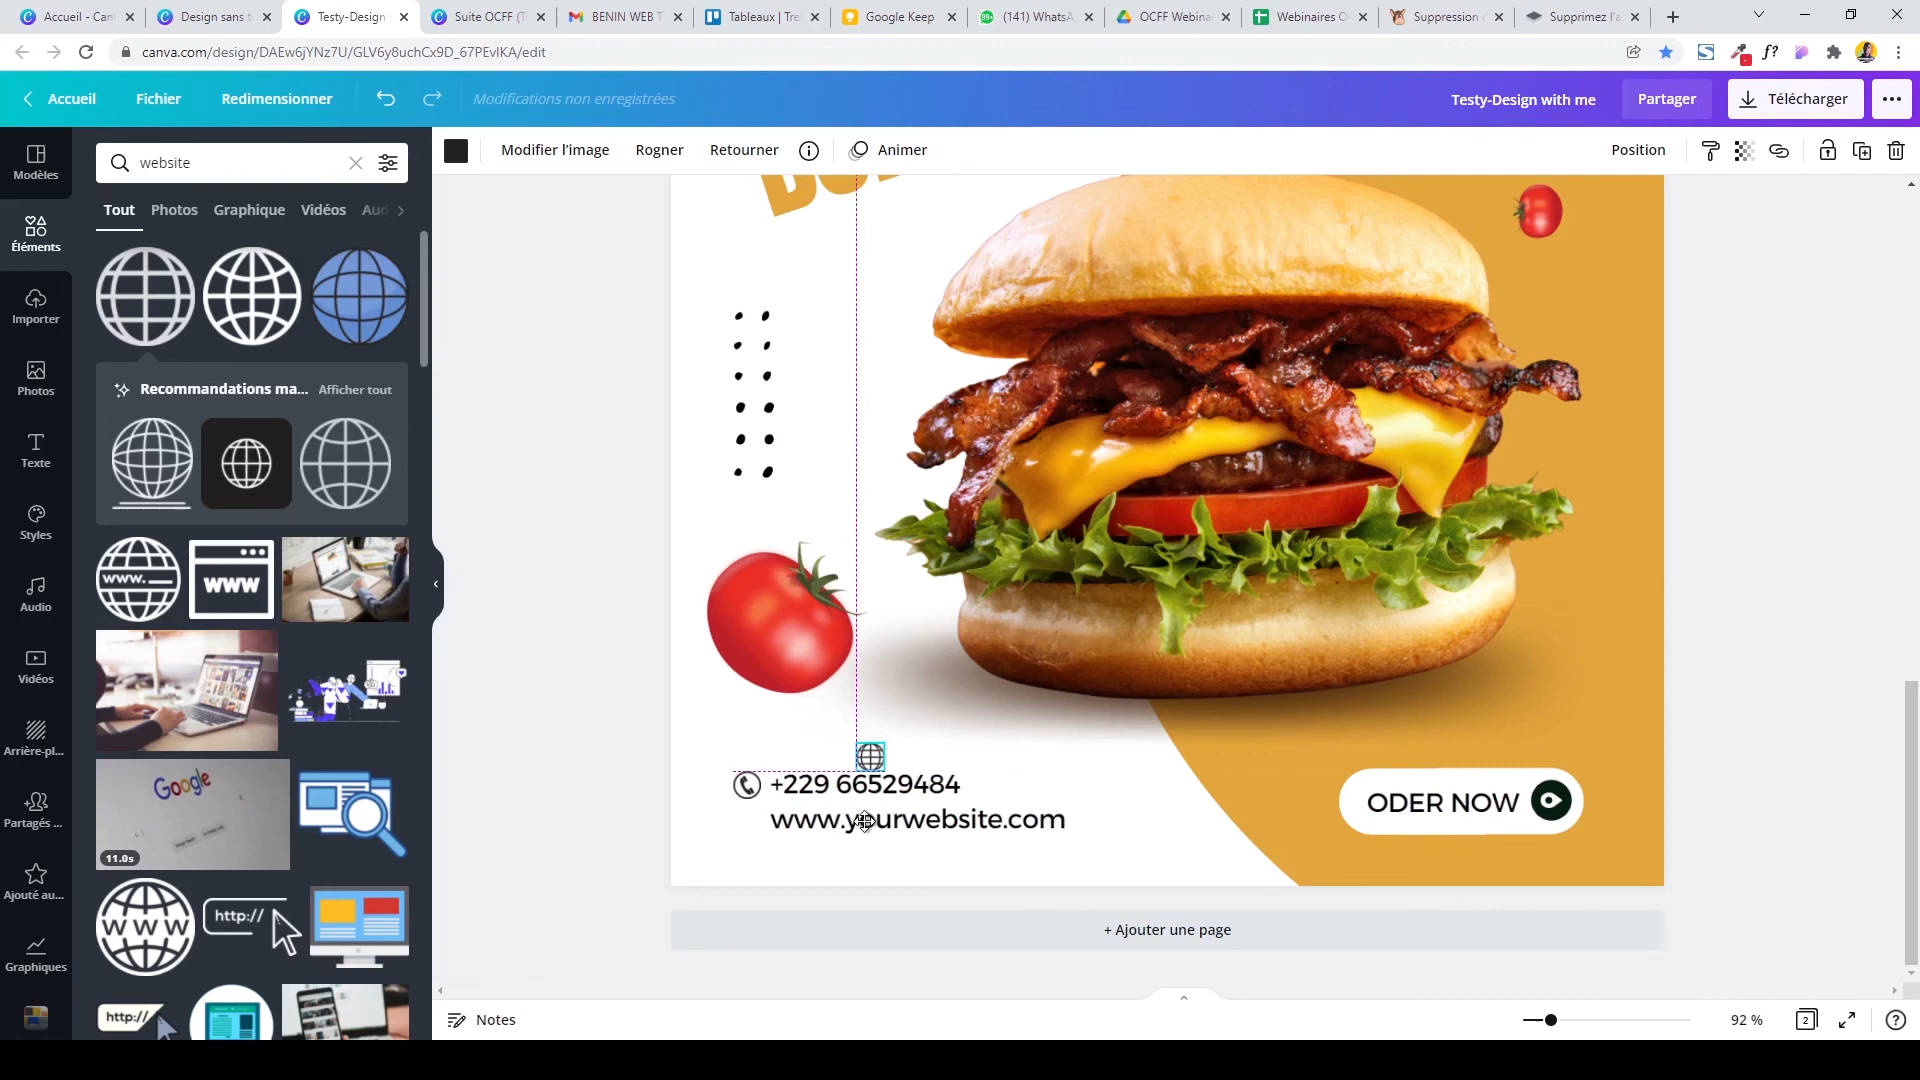 Accueil - Can
Design sans t
Testy-Design
Suite OCFF (T
BENIN WEB T
Tableaux | Tre
Google Keep
(141) WhatsA
OCFF Webina
Webinaires O
Suppression
Supprimez l'a
canva.com/design/DAEw6jYNz7U/GLV6y8uchCx9D_67PEvIKA/edit
Accueil
Fichier
Redimensionner
Modifications non enregistrées
Testy-Design with me
Partager
Télécharger
Modèles
Éléments
Importer
Photos
Texte
Styles
Audio
Vidéos
Arrière-pl...
Partagés ...
Ajouté au...
Graphiques
website
Tout
Photos
Graphique
Vidéos
Aud
Recommandations ma...
Afficher tout
www.
WWW
Google
11.0s
WWW
http://
http://
Modifier l'image
Rogner
Retourner
Animer
Position
+229 66529484
www.yourwebsite.com
ODER NOW
+ Ajouter une page
Notes
92 %
2